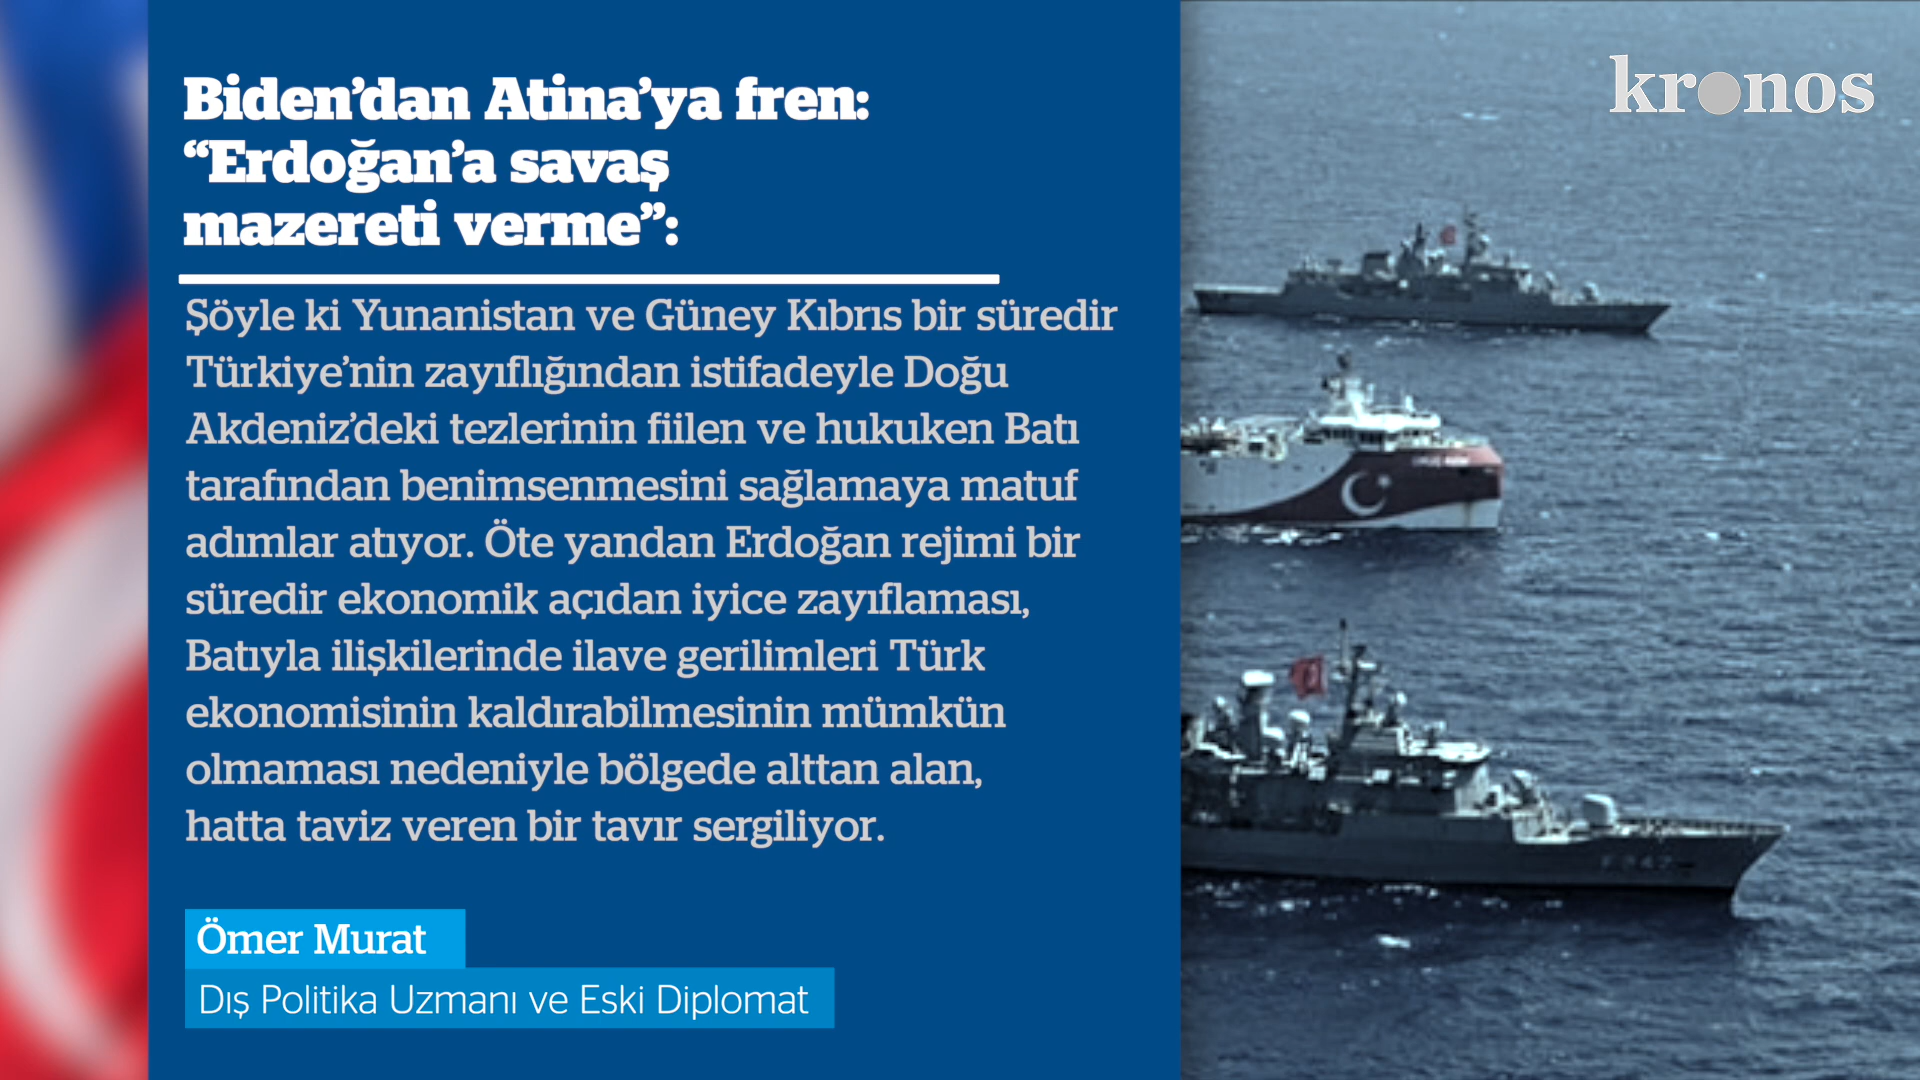 kronos
Biden’dan Atina’ya fren:
“Erdoğan’a savaş
mazereti verme”:
Şöyle ki Yunanistan ve Güney Kıbrıs bir süredir
Türkiye’nin zayıflığından istifadeyle Doğu
Akdeniz’deki tezlerinin fiilen ve hukuken Batı
tarafından benimsenmesini sağlamaya matuf
adımlar atıyor. Öte yandan Erdoğan rejimi bir
süredir ekonomik açıdan iyice zayıflaması,
Batıyla ilişkilerinde ilave gerilimleri Türk
ekonomisinin kaldırabilmesinin mümkün
olmaması nedeniyle bölgede alttan alan,
hatta taviz veren bir tavır sergiliyor.
Ömer Murat
Dış Politika Uzmanı ve Eski Diplomat